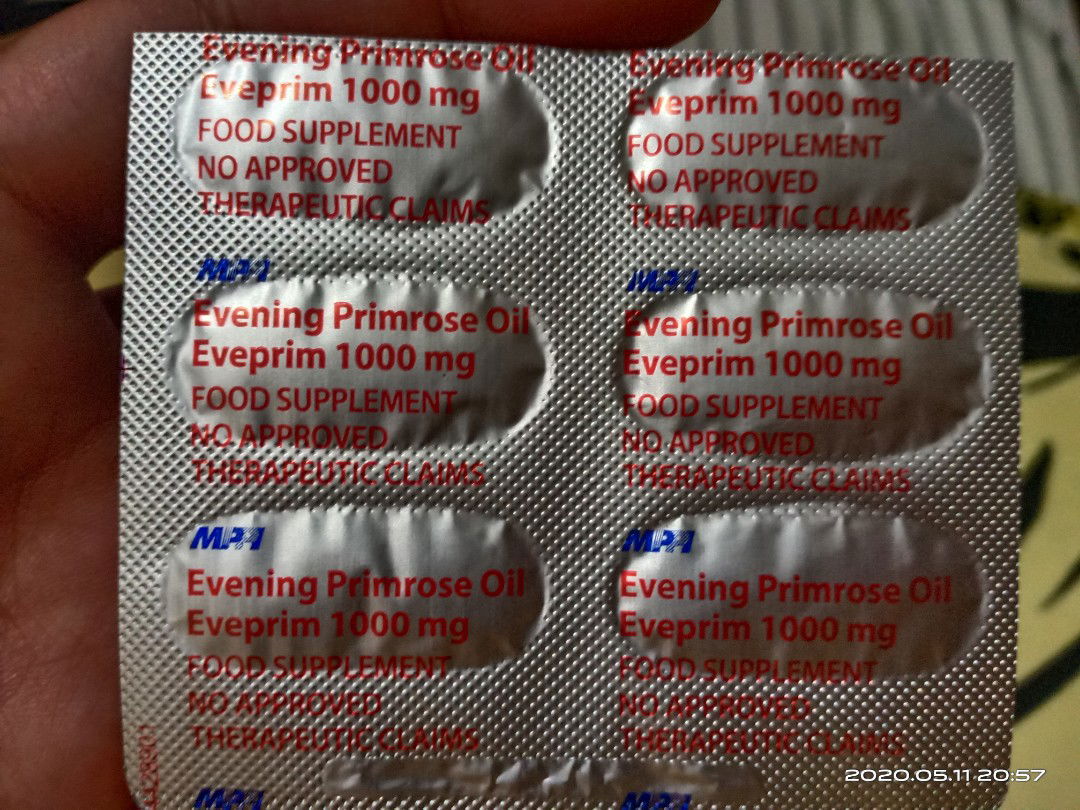 Evening Primrose Oil
Eveprim 1000 mg
FOOD SUPPLEMENT
NO APPROVED
THERAPEUTIC CLAIMS
Evening Primrose Oil
Eveprim 1000 mg
FOOD SUPPLEMENT
NO APPROVED
THERAPEUTIC CLAIMS
Evening Primrose Oil
Eveprim 1000 mg
FOOD SUPPLEMENT
NO APPROVED
THERAPEUTIC CLAIMS
Evening Primrose Oil
Eveprim 1000 mg
FOOD SUPPLEMENT
NO APPROVED
THERAPEUTIC CLAIMS
Evening Primrose Oil
Eveprim 1000 mg
FOOD SUPPLEMENT
NO APPROVED
THERAPEUTIC CLAIMS
Evening Primrose Oil
Eveprim 1000 mg
FOOD SUPPLEMENT
NO APPROVED
THERAPEUTIC CLAIMS
2020.05.11 20:57